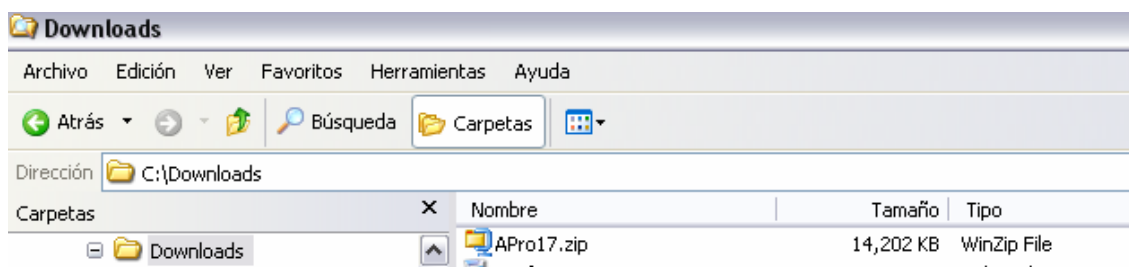 Downloads
Archivo Edición Ver Favoritos Herramientas Ayuda
Atrás Búsqueda Carpetas
Dirección C:\Downloads
Carpetas Nombre Tamaño Tipo
Downloads APro17.zip 14,202 KB WinZip File